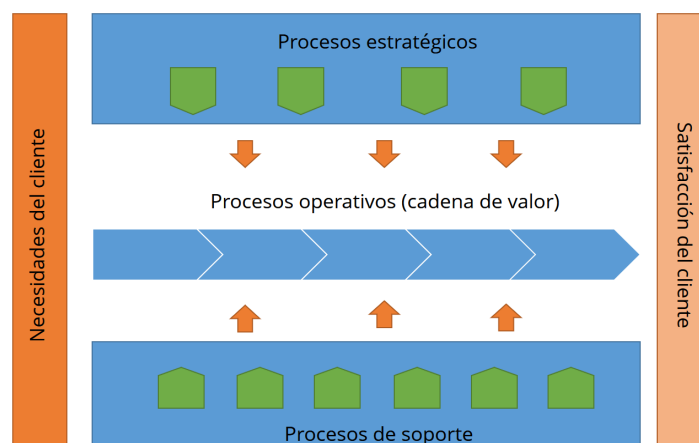 Necesidades del cliente
Procesos estratégicos
Procesos operativos (cadena de valor)
Procesos de soporte
Satisfacción del cliente